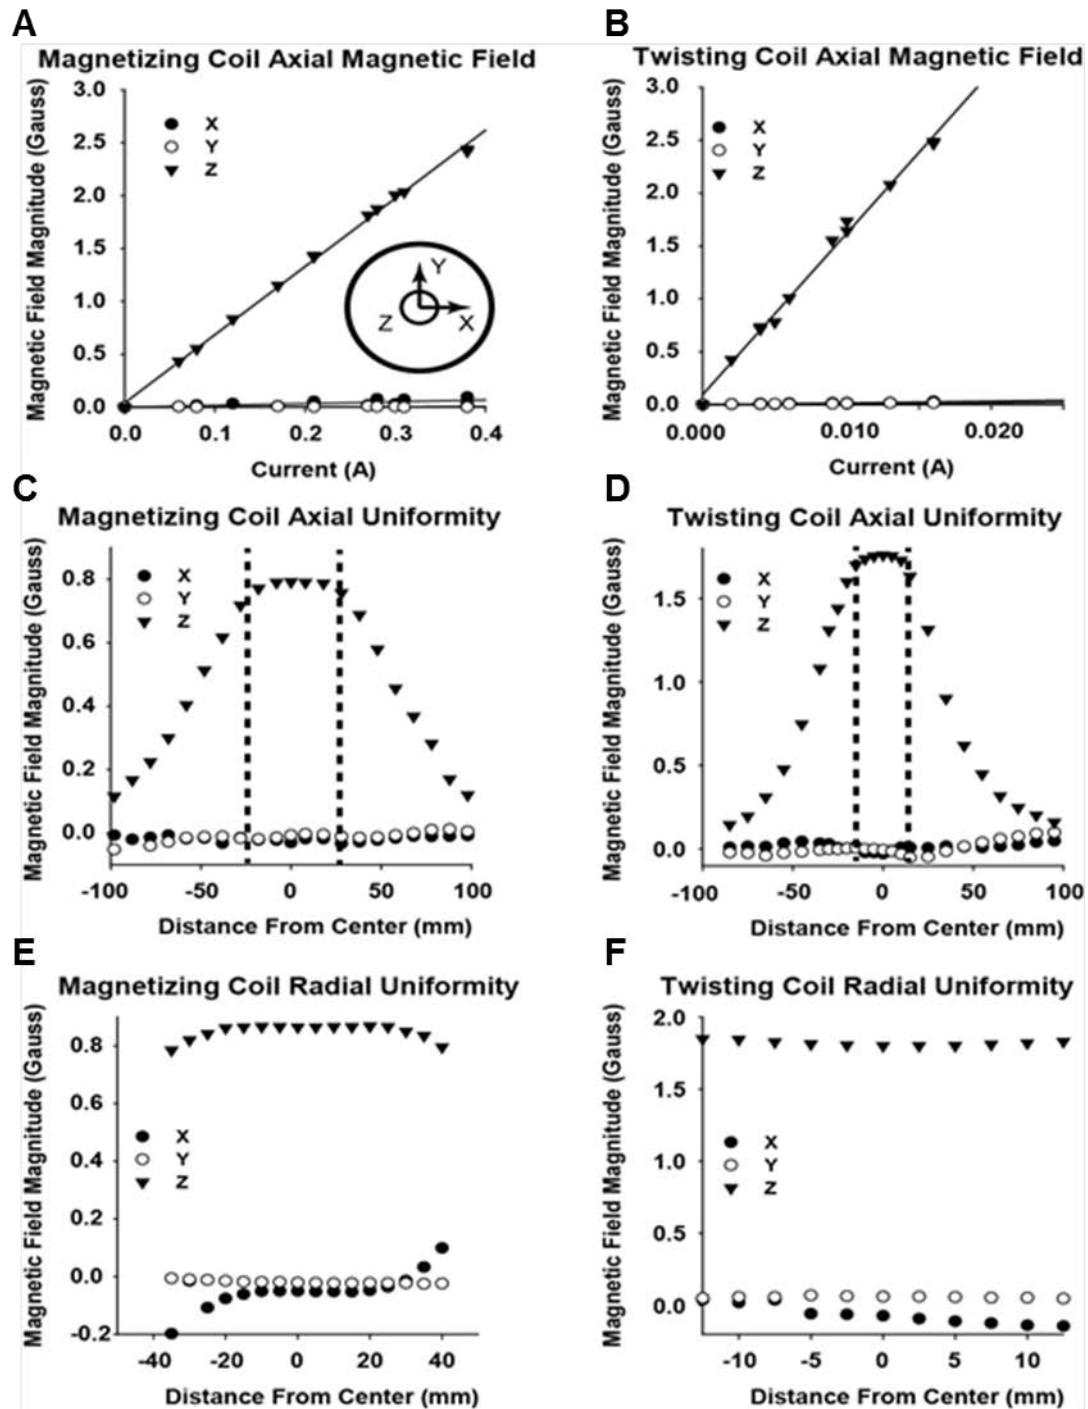 A
Magnetizing Coil Axial Magnetic Field
Magnetic Field Magnitude (Gauss)
3.0
2.5
2.0
1.5
1.0
0.5
0.0
X
Y
Z
Y
Z
X
0.0 0.1 0.2 0.3 0.4
Current (A)
B
Twisting Coil Axial Magnetic Field
Magnetic Field Magnitude (Gauss)
3.0
2.5
2.0
1.5
1.0
0.5
0.0
X
Y
Z
0.000 0.010 0.020
Current (A)
C
Magnetizing Coil Axial Uniformity
Magnetic Field Magnitude (Gauss)
0.8
0.6
0.4
0.2
0.0
X
Y
Z
-100 -50 0 50 100
Distance From Center (mm)
D
Twisting Coil Axial Uniformity
Magnetic Field Magnitude (Gauss)
1.5
1.0
0.5
0.0
X
Y
Z
-100 -50 0 50 100
Distance From Center (mm)
E
Magnetizing Coil Radial Uniformity
Magnetic Field Magnitude (Gauss)
0.8
0.6
0.4
0.2
0.0
-0.2
X
Y
Z
-40 -20 0 20 40
Distance From Center (mm)
F
Twisting Coil Radial Uniformity
Magnetic Field Magnitude (Gauss)
2.0
1.5
1.0
0.5
0.0
X
Y
Z
-10 -5 0 5 10
Distance From Center (mm)